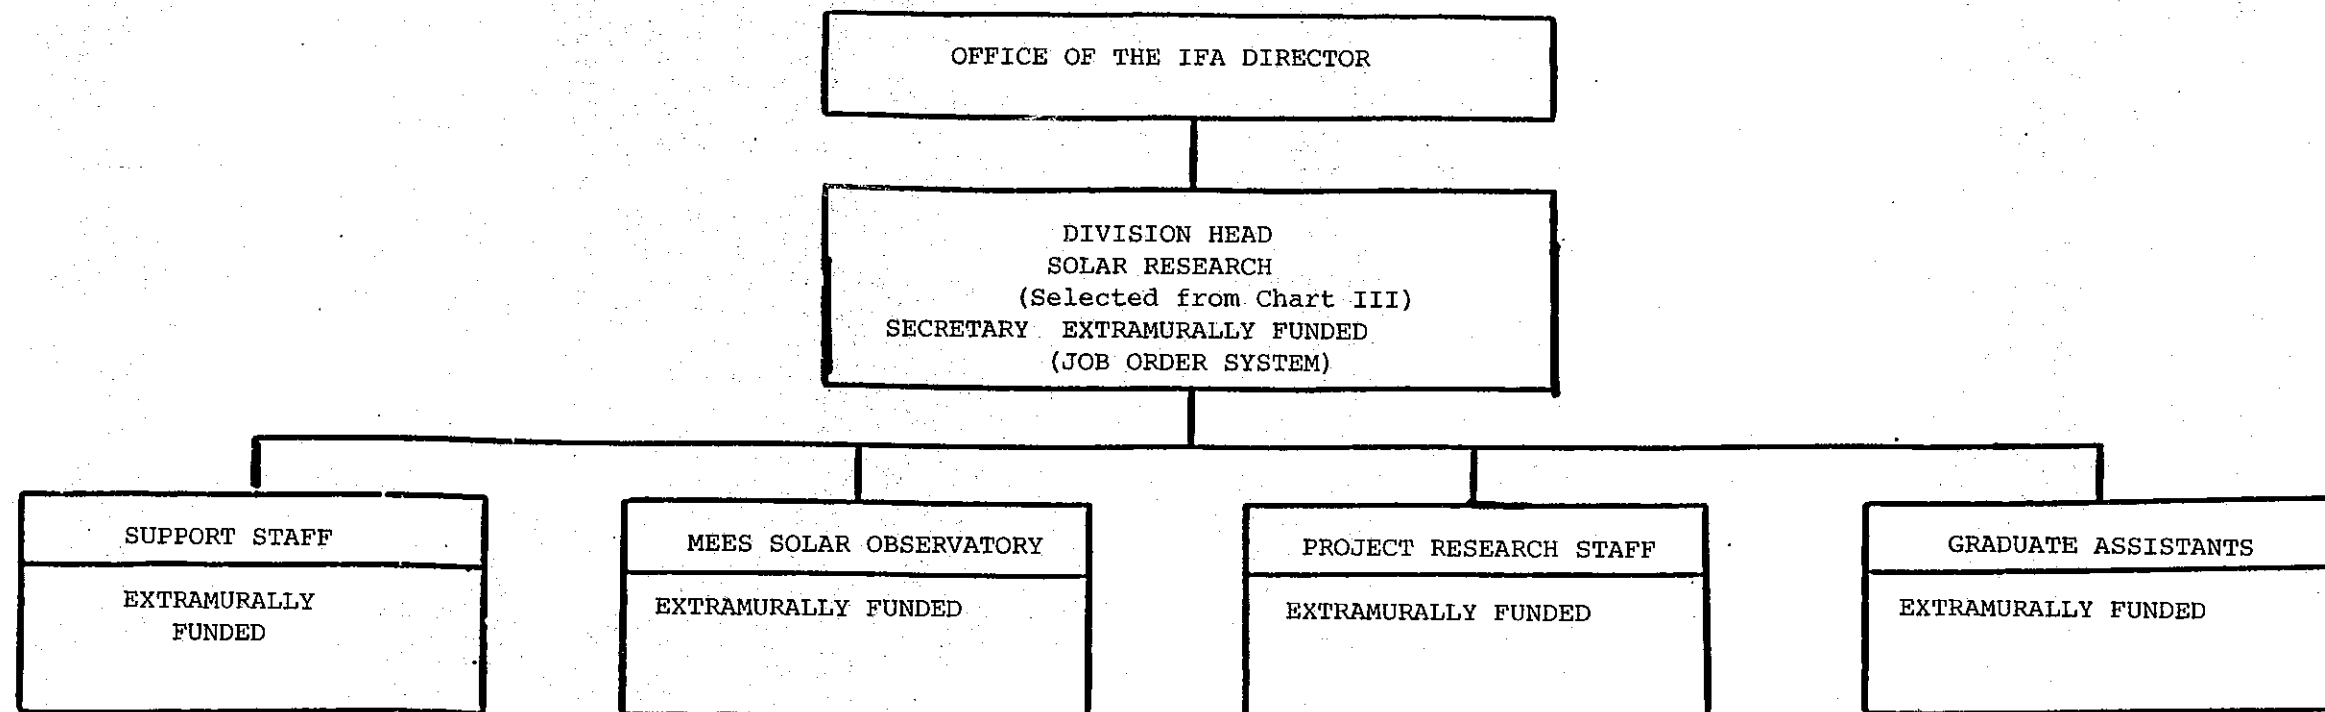 OFFICE OF THE IFA DIRECTOR
DIVISION HEAD
SOLAR RESEARCH
(Selected from Chart III)
SECRETARY EXTRAMURALLY FUNDED
(JOB ORDER SYSTEM)
SUPPORT STAFF
EXTRAMURALLY
FUNDED
MEES SOLAR OBSERVATORY
EXTRAMURALLY FUNDED
PROJECT RESEARCH STAFF
EXTRAMURALLY FUNDED
GRADUATE ASSISTANTS
EXTRAMURALLY FUNDED